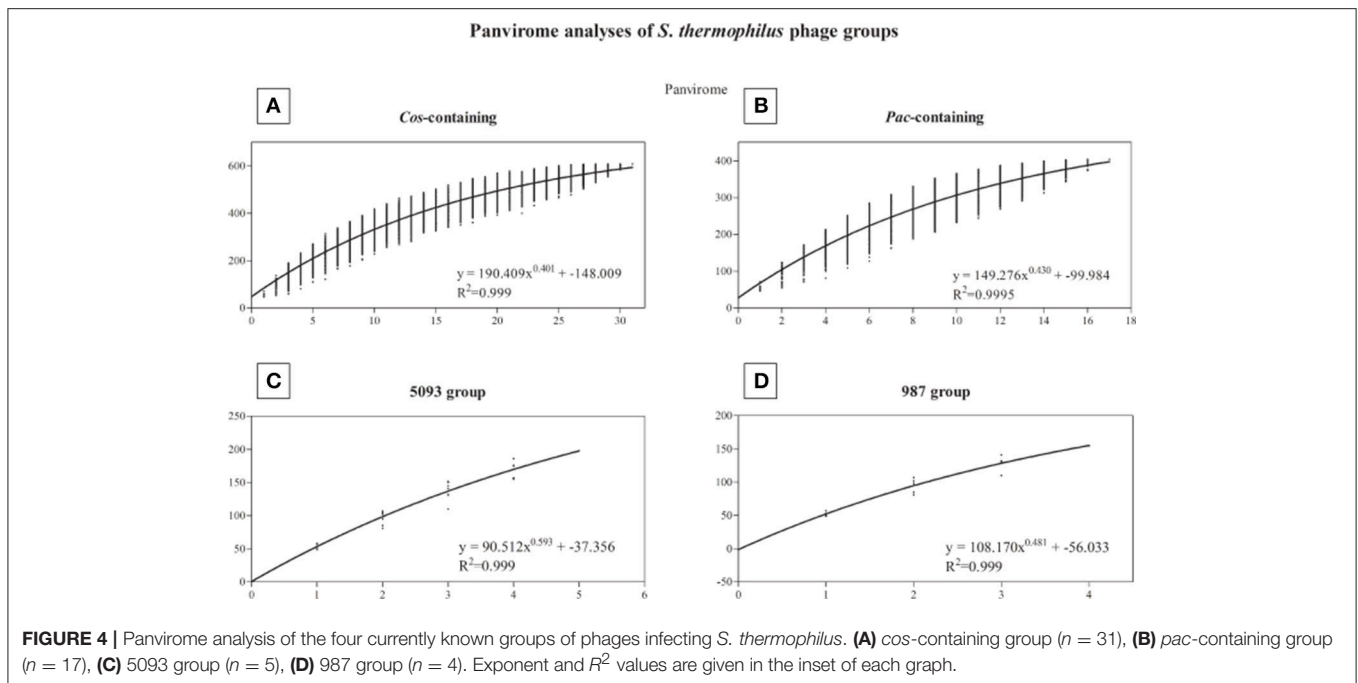 Panvirome analyses of S. thermophilus phage groups
Panvirome
A
Cos-containing
600
400
200
0
0 5 10 15 20 25 30
y = 190.409x^0.401 + -148.009
R²=0.999
B
Pac-containing
400
300
200
100
0
0 2 4 6 8 10 12 14 16 18
y = 149.276x^0.430 + -99.984
R²=0.9995
C
5093 group
250
200
150
100
50
0
0 1 2 3 4 5 6
y = 90.512x^0.593 + -37.356
R²=0.999
D
987 group
200
150
100
50
0
-50
0 1 2 3 4
y = 108.170x^0.481 + -56.033
R²=0.999
FIGURE 4 | Panvirome analysis of the four currently known groups of phages infecting S. thermophilus. (A) cos-containing group (n = 31), (B) pac-containing group
(n = 17), (C) 5093 group (n = 5), (D) 987 group (n = 4). Exponent and R² values are given in the inset of each graph.